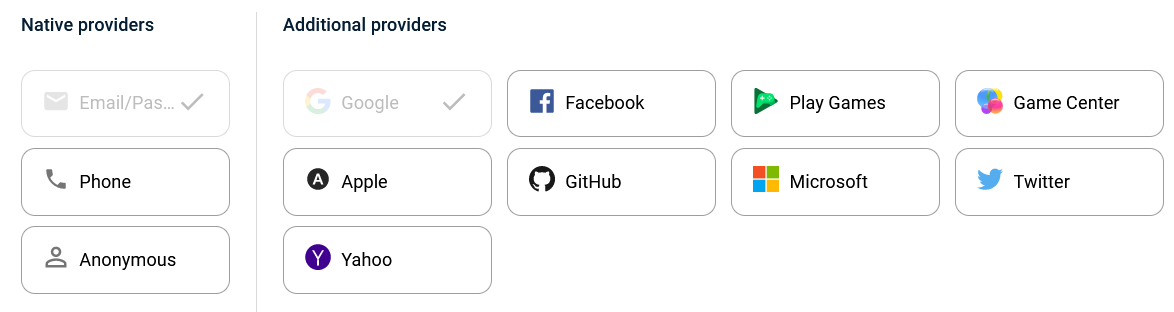 Native providers
Additional providers
Email/Pas...
Google
Facebook
Play Games
Game Center
Phone
Apple
GitHub
Microsoft
Twitter
Anonymous
Yahoo